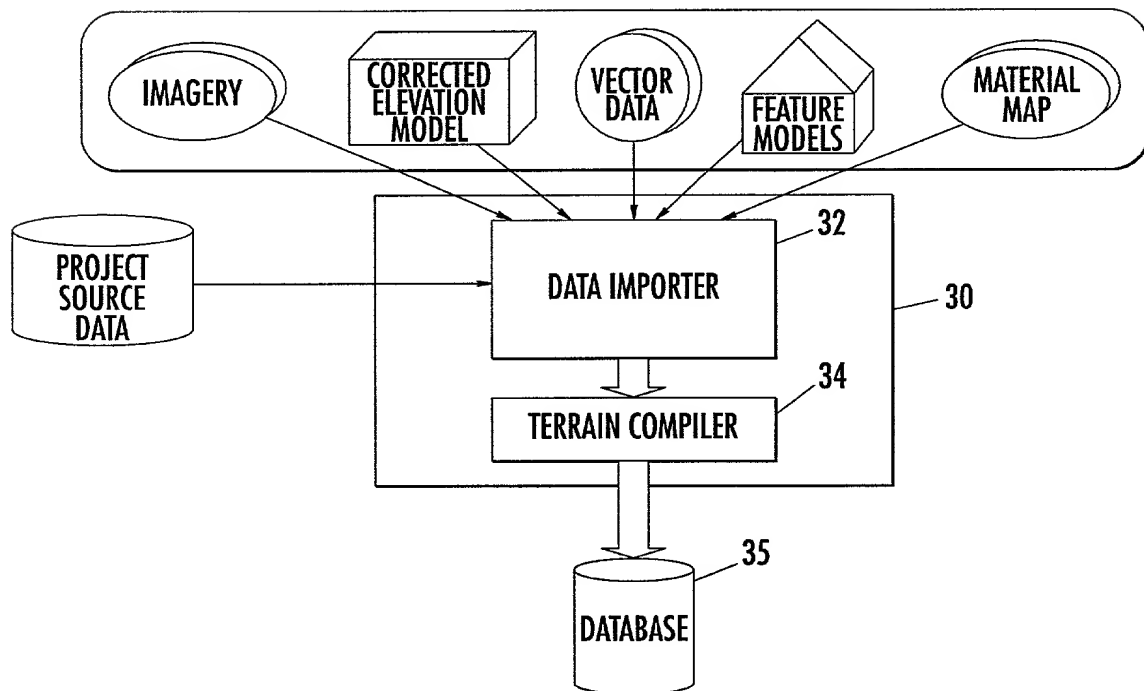 IMAGERY
CORRECTED
ELEVATION
MODEL
VECTOR
DATA
FEATURE
MODELS
MATERIAL
MAP
PROJECT
SOURCE
DATA
DATA IMPORTER
32
30
TERRAIN COMPILER
34
DATABASE
35